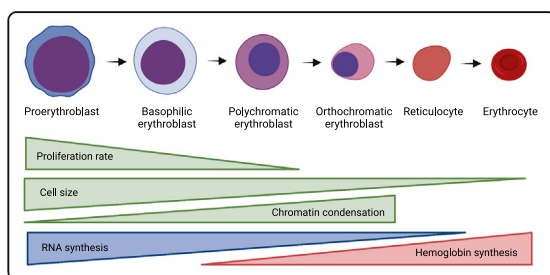 Proerythroblast
Basophilic
erythroblast
Polychromatic
erythroblast
Orthochromatic
erythroblast
Reticulocyte
Erythrocyte
Proliferation rate
Cell size
Chromatin condensation
RNA synthesis
Hemoglobin synthesis